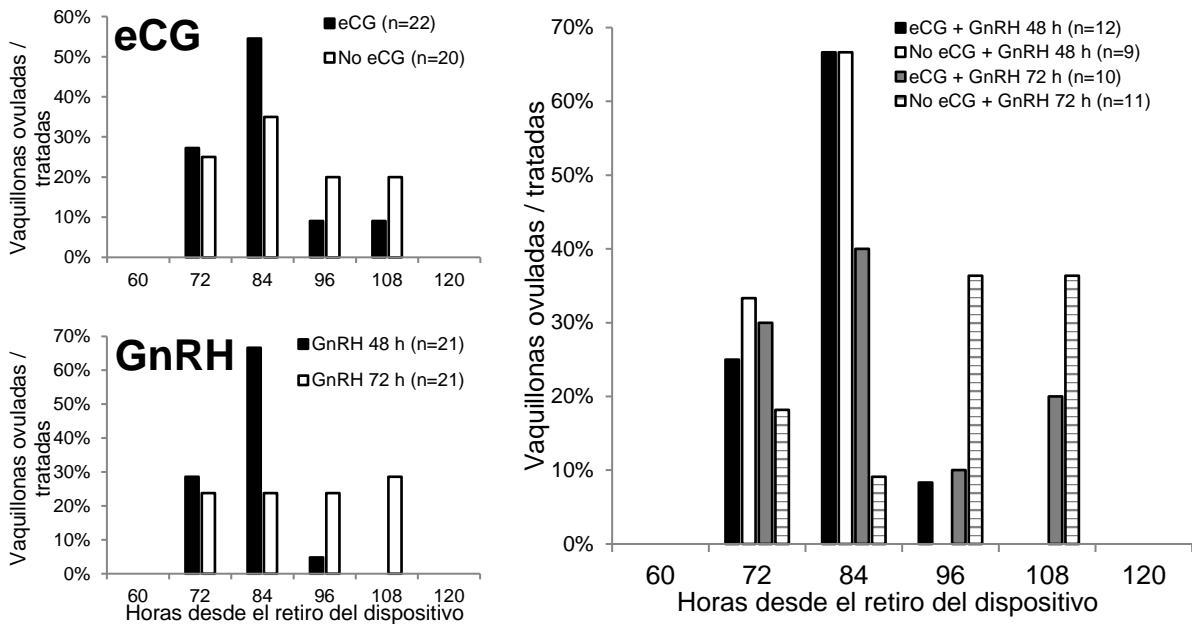 eCG
eCG (n=22)
No eCG (n=20)
Vaquillonas ovuladas /
tratadas
60%
50%
40%
30%
20%
10%
0%
60 72 84 96 108 120
GnRH
GnRH 48 h (n=21)
GnRH 72 h (n=21)
Vaquillonas ovuladas /
tratadas
70%
60%
50%
40%
30%
20%
10%
0%
60 72 84 96 108 120
Horas desde el retiro del dispositivo
eCG + GnRH 48 h (n=12)
No eCG + GnRH 48 h (n=9)
eCG + GnRH 72 h (n=10)
No eCG + GnRH 72 h (n=11)
Vaquillonas ovuladas / tratadas
70%
60%
50%
40%
30%
20%
10%
0%
60 72 84 96 108 120
Horas desde el retiro del dispositivo